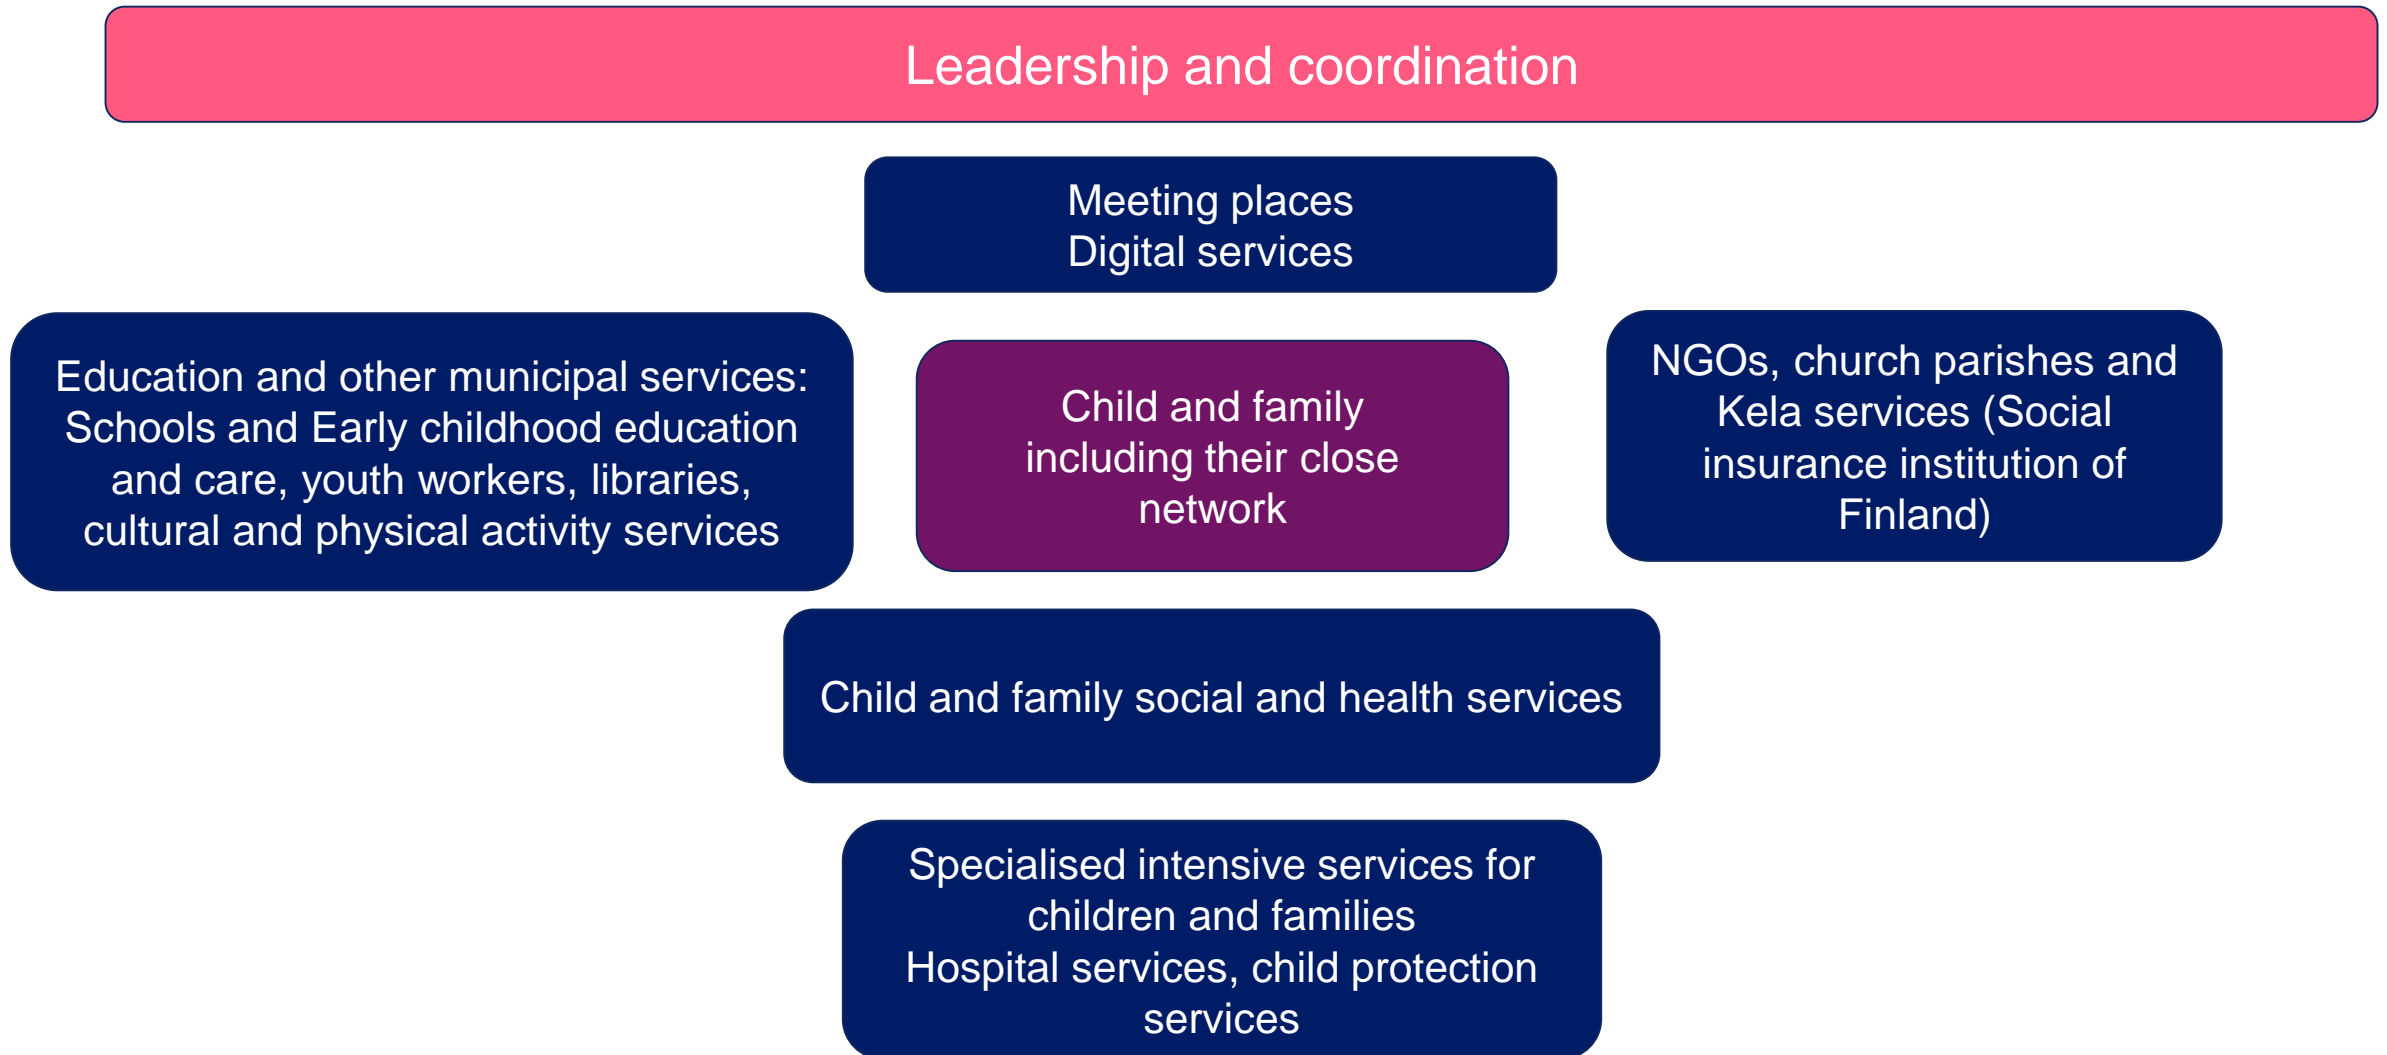 Leadership and coordination
Meeting places
Digital services
Education and other municipal services:
Schools and Early childhood education
and care, youth workers, libraries,
cultural and physical activity services
Child and family
including their close
network
NGOs, church parishes and
Kela services (Social
insurance institution of
Finland)
Child and family social and health services
Specialised intensive services for
children and families
Hospital services, child protection
services